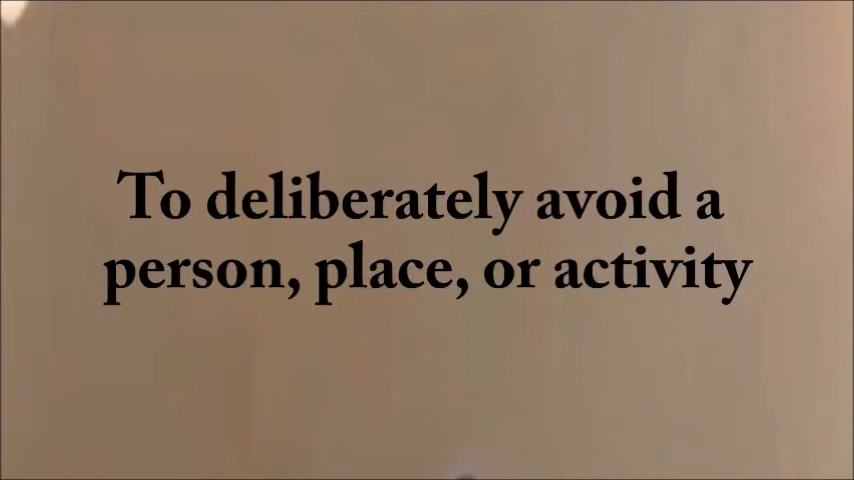 To deliberately avoid a
person, place, or activity